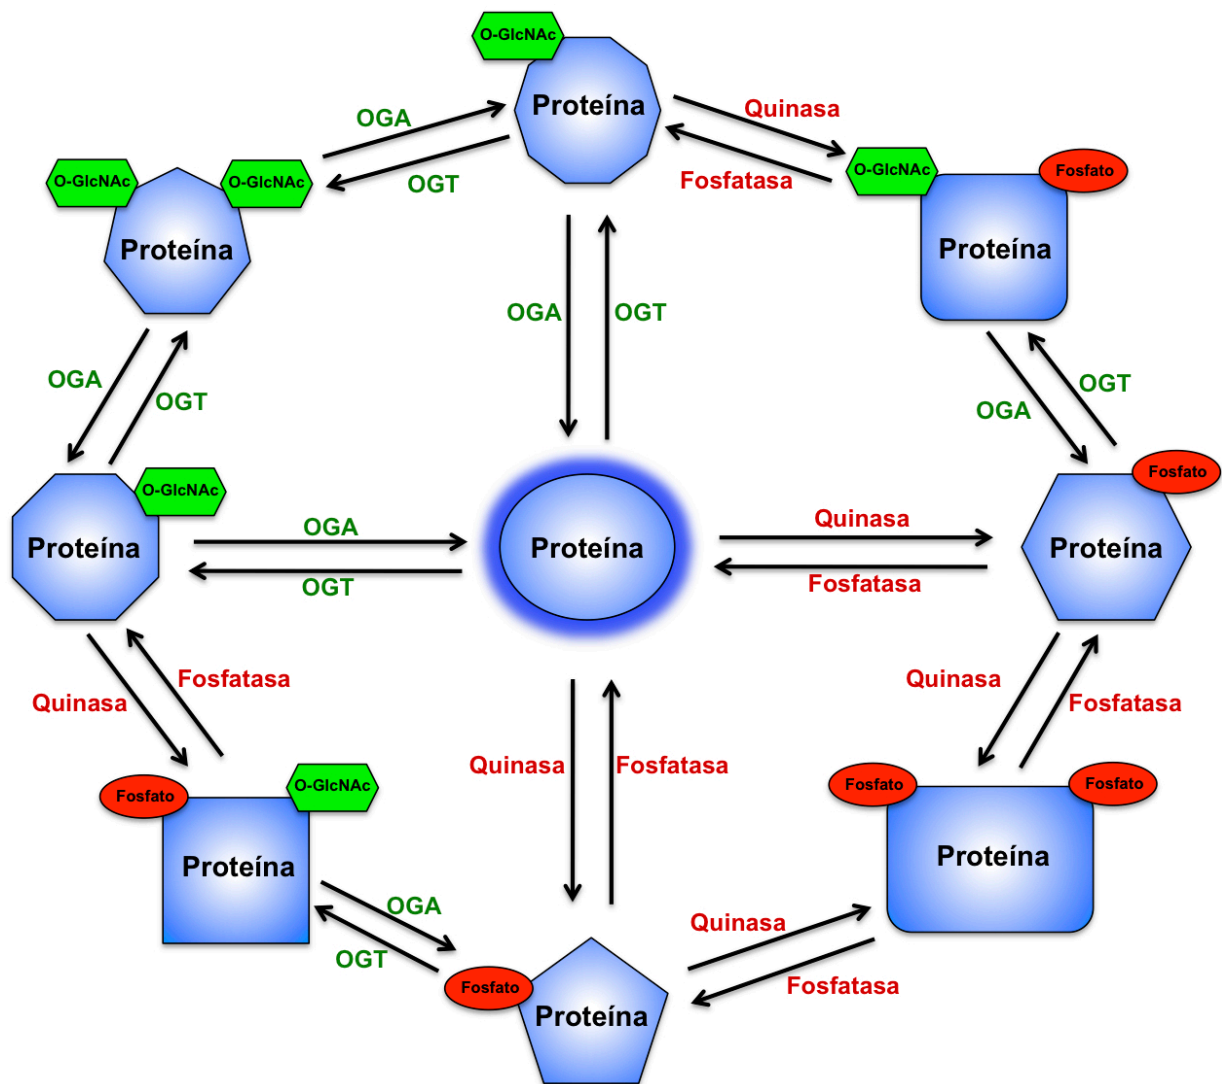 O-GlcNAc
Proteína
OGA
OGT
Quinasa
Fosfatasa
O-GlcNAc
O-GlcNAc
Proteína
O-GlcNAc
Fosfato
Proteína
OGA
OGT
OGA
OGT
OGA
OGT
O-GlcNAc
Proteína
OGA
OGT
Proteína
Quinasa
Fosfatasa
Fosfato
Proteína
Quinasa
Fosfatasa
Quinasa
Fosfatasa
Quinasa
Fosfatasa
Fosfato
O-GlcNAc
Proteína
Fosfato
Fosfato
Proteína
OGA
OGT
Quinasa
Fosfatasa
Fosfato
Proteína